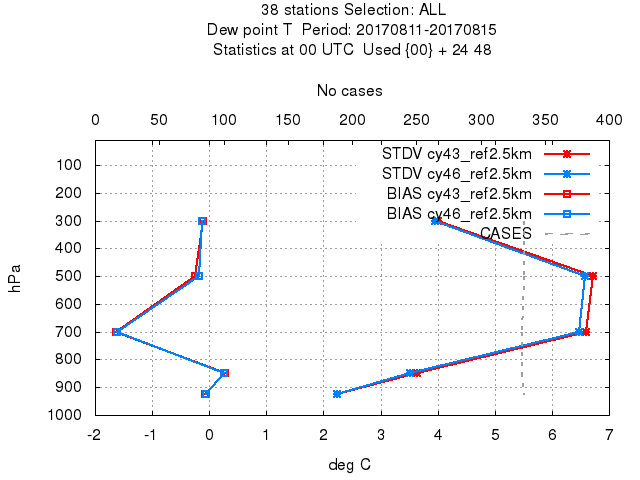 38 stations Selection: ALL
Dew point T  Period: 20170811-20170815
Statistics at 00 UTC  Used {00} + 24 48
No cases
0 50 100 150 200 250 300 350 400
STDV cy43_ref2.5km
STDV cy46_ref2.5km
BIAS cy43_ref2.5km
BIAS cy46_ref2.5km
CASES
hPa
100
200
300
400
500
600
700
800
900
1000
-2 -1 0 1 2 3 4 5 6 7
deg C